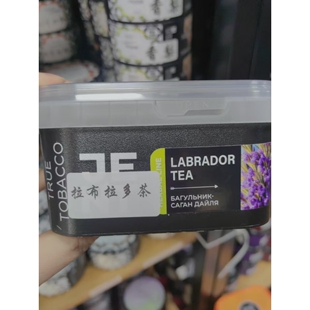 TRUE
TOBACCO
JE
拉布拉多茶
LABRADOR
TEA
БАГУЛЬНИК-
САГАН ДАЙЛЯ